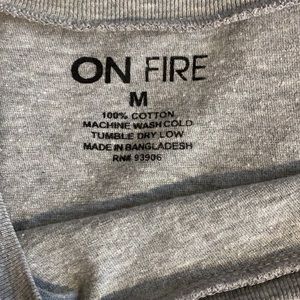 ON FIRE
M
100% COTTON
MACHINE WASH COLD
TUMBLE DRY LOW
MADE IN BANGLADESH
RN# 93906